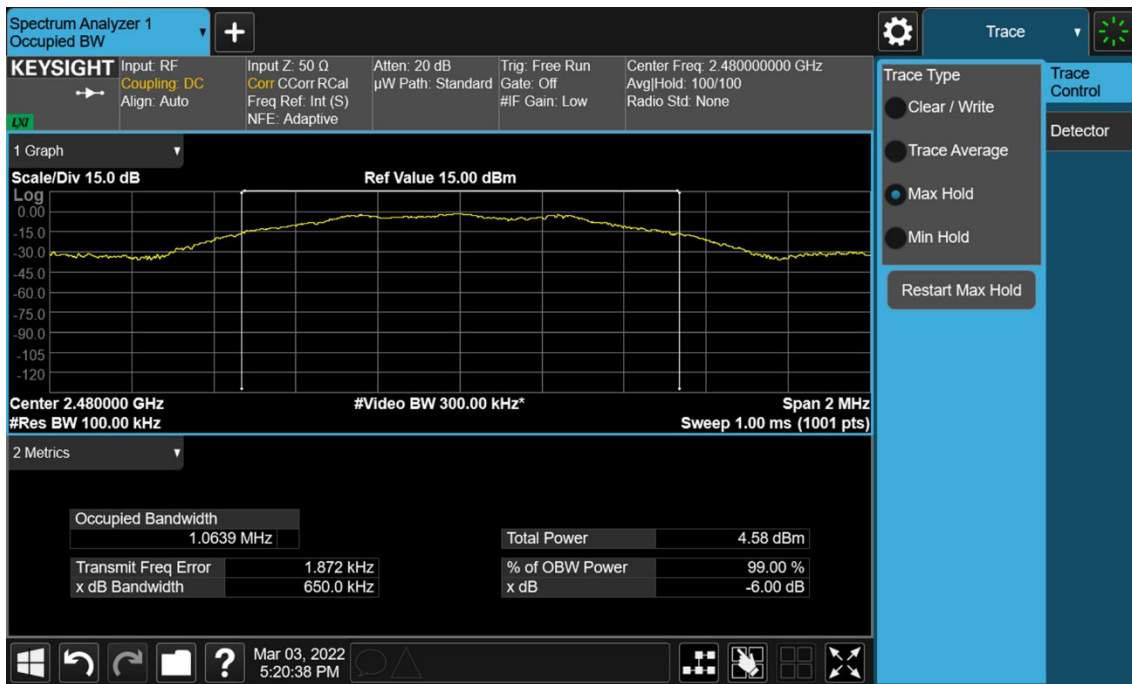 Spectrum Analyzer 1
Occupied BW
Trace
KEYSIGHT
LXI
Input: RF
Coupling: DC
Align: Auto
Input Z: 50 Ω
Corr CCorr RCal
Freq Ref: Int (S)
NFE: Adaptive
Atten: 20 dB
µW Path: Standard
Trig: Free Run
Gate: Off
#IF Gain: Low
Center Freq: 2.480000000 GHz
Avg|Hold: 100/100
Radio Std: None
1 Graph
Scale/Div 15.0 dB
Ref Value 15.00 dBm
Log
0.00
-15.0
-30.0
-45.0
-60.0
-75.0
-90.0
-105
-120
Center 2.480000 GHz
#Video BW 300.00 kHz*
Span 2 MHz
#Res BW 100.00 kHz
Sweep 1.00 ms (1001 pts)
2 Metrics
Occupied Bandwidth
1.0639 MHz
Total Power 4.58 dBm
Transmit Freq Error 1.872 kHz
% of OBW Power 99.00 %
x dB Bandwidth 650.0 kHz
x dB -6.00 dB
Trace Type
Clear / Write
Trace Average
Max Hold
Min Hold
Restart Max Hold
Trace
Control
Detector
?
Mar 03, 2022
5:20:38 PM